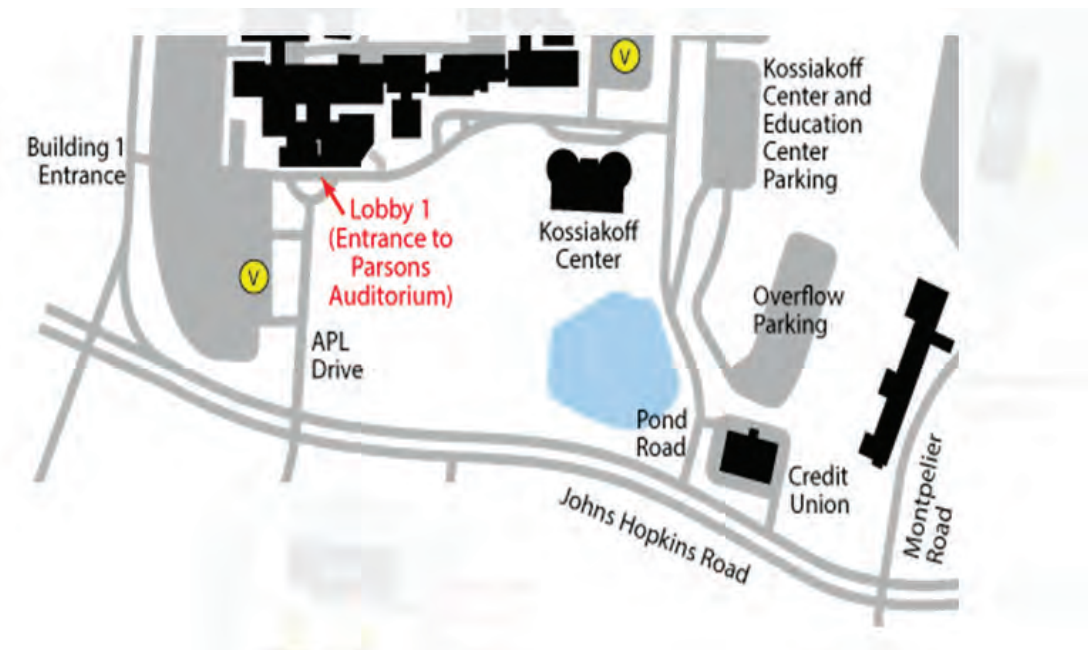 V
Kossiakoff
Center and
Education
Center
Parking
Building 1
Entrance
1
Lobby 1
(Entrance to
Parsons
Auditorium)
Kossiakoff
Center
V
Overflow
Parking
APL
Drive
Pond
Road
Credit
Union
Johns Hopkins Road
Montpelier
Road